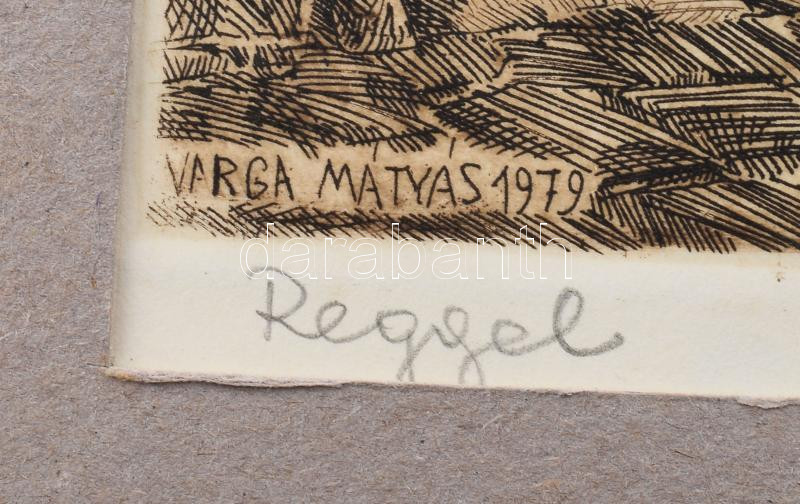 VARGA MÁTYÁS 1979
darabanth
Reggel